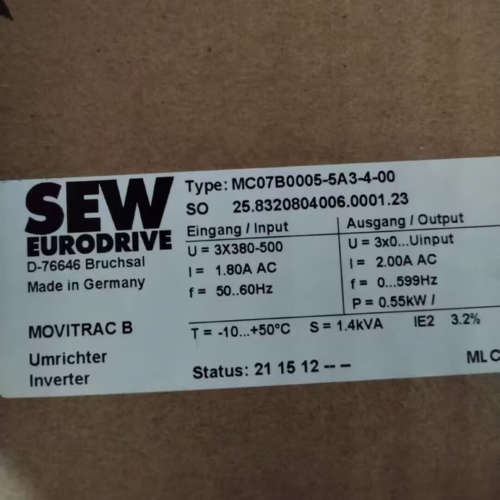 SEW
EURODRIVE
D-76646 Bruchsal
Made in Germany
MOVITRAC B
Umrichter
Inverter
Type: MC07B0005-5A3-4-00
SO 25.8320804006.0001.23
Eingang / Input
U = 3X380-500
I = 1.80A AC
f = 50..60Hz
Ausgang / Output
U = 3x0...Uinput
I = 2.00A AC
f = 0...599Hz
P = 0.55kW /
T = -10...+50°C S = 1.4kVA IE2 3.2%
Status: 21 15 12 -- -
ML C